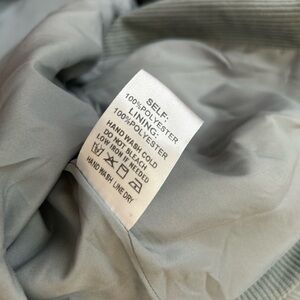 SELF:
100%POLYESTER
LINING:
100%POLYESTER
HAND WASH COLD
DO NOT BLEACH
LOW IRON IF NEEDED
HAND WASH LINE DRY